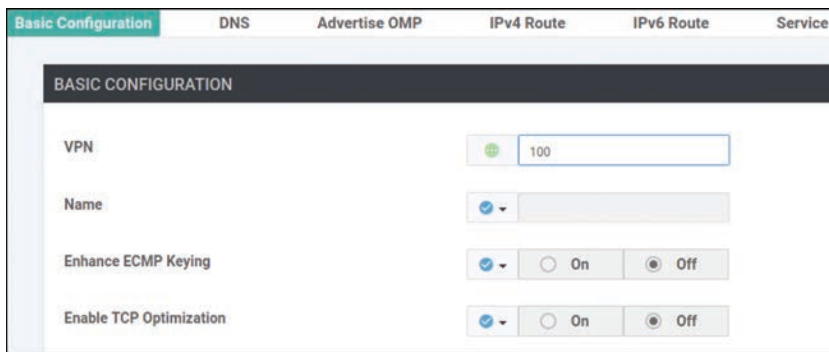 Basic Configuration DNS Advertise OMP IPv4 Route IPv6 Route Service
BASIC CONFIGURATION
VPN 100
Name
Enhance ECMP Keying On Off
Enable TCP Optimization On Off